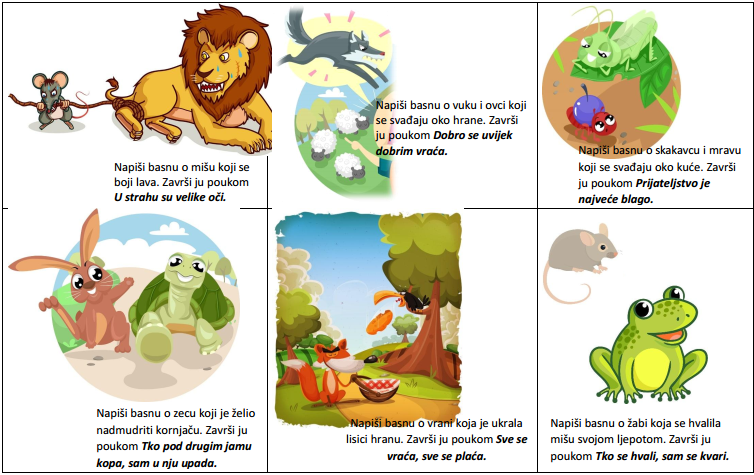 Napiši basnu o mišu koji se
boji lava. Završi ju poukom
U strahu su velike oči.
Napiši basnu o vuku i ovci koji
se svađaju oko hrane. Završi
ju poukom Dobro se uvijek
dobrim vraća.
Napiši basnu o skakavcu i mravu
koji se svađaju oko kuće. Završi
ju poukom Prijateljstvo je
najveće blago.
Napiši basnu o zecu koji je želio
nadmudriti kornjaču. Završi ju
poukom Tko pod drugim jamu
kopa, sam u nju upada.
Napiši basnu o vrani koja je ukrala
lisici hranu. Završi ju poukom Sve se
vraća, sve se plaća.
Napiši basnu o žabi koja se hvalila
mišu svojom ljepotom. Završi ju
poukom Tko se hvali, sam se kvari.